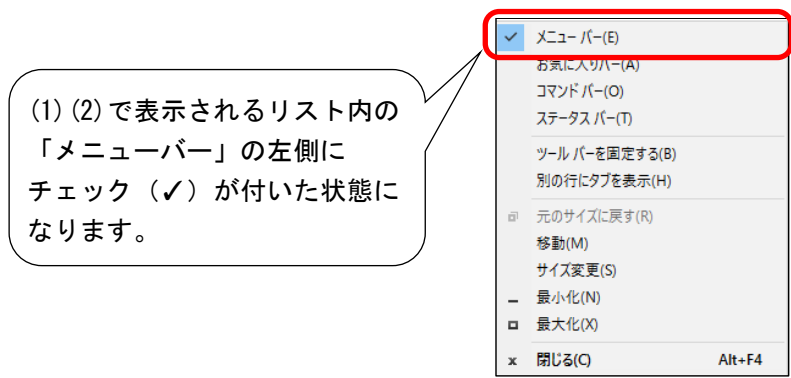 (1)(2)で表示されるリスト内の
「メニューバー」の左側に
チェック（✓）が付いた状態に
なります。
✓ メニュー バー(E)
お気に入りバー(A)
コマンド バー(O)
ステータス バー(T)
ツール バーを固定する(B)
別の行にタブを表示(H)
元のサイズに戻す(R)
移動(M)
サイズ変更(S)
最小化(N)
最大化(X)
x 閉じる(C) Alt+F4